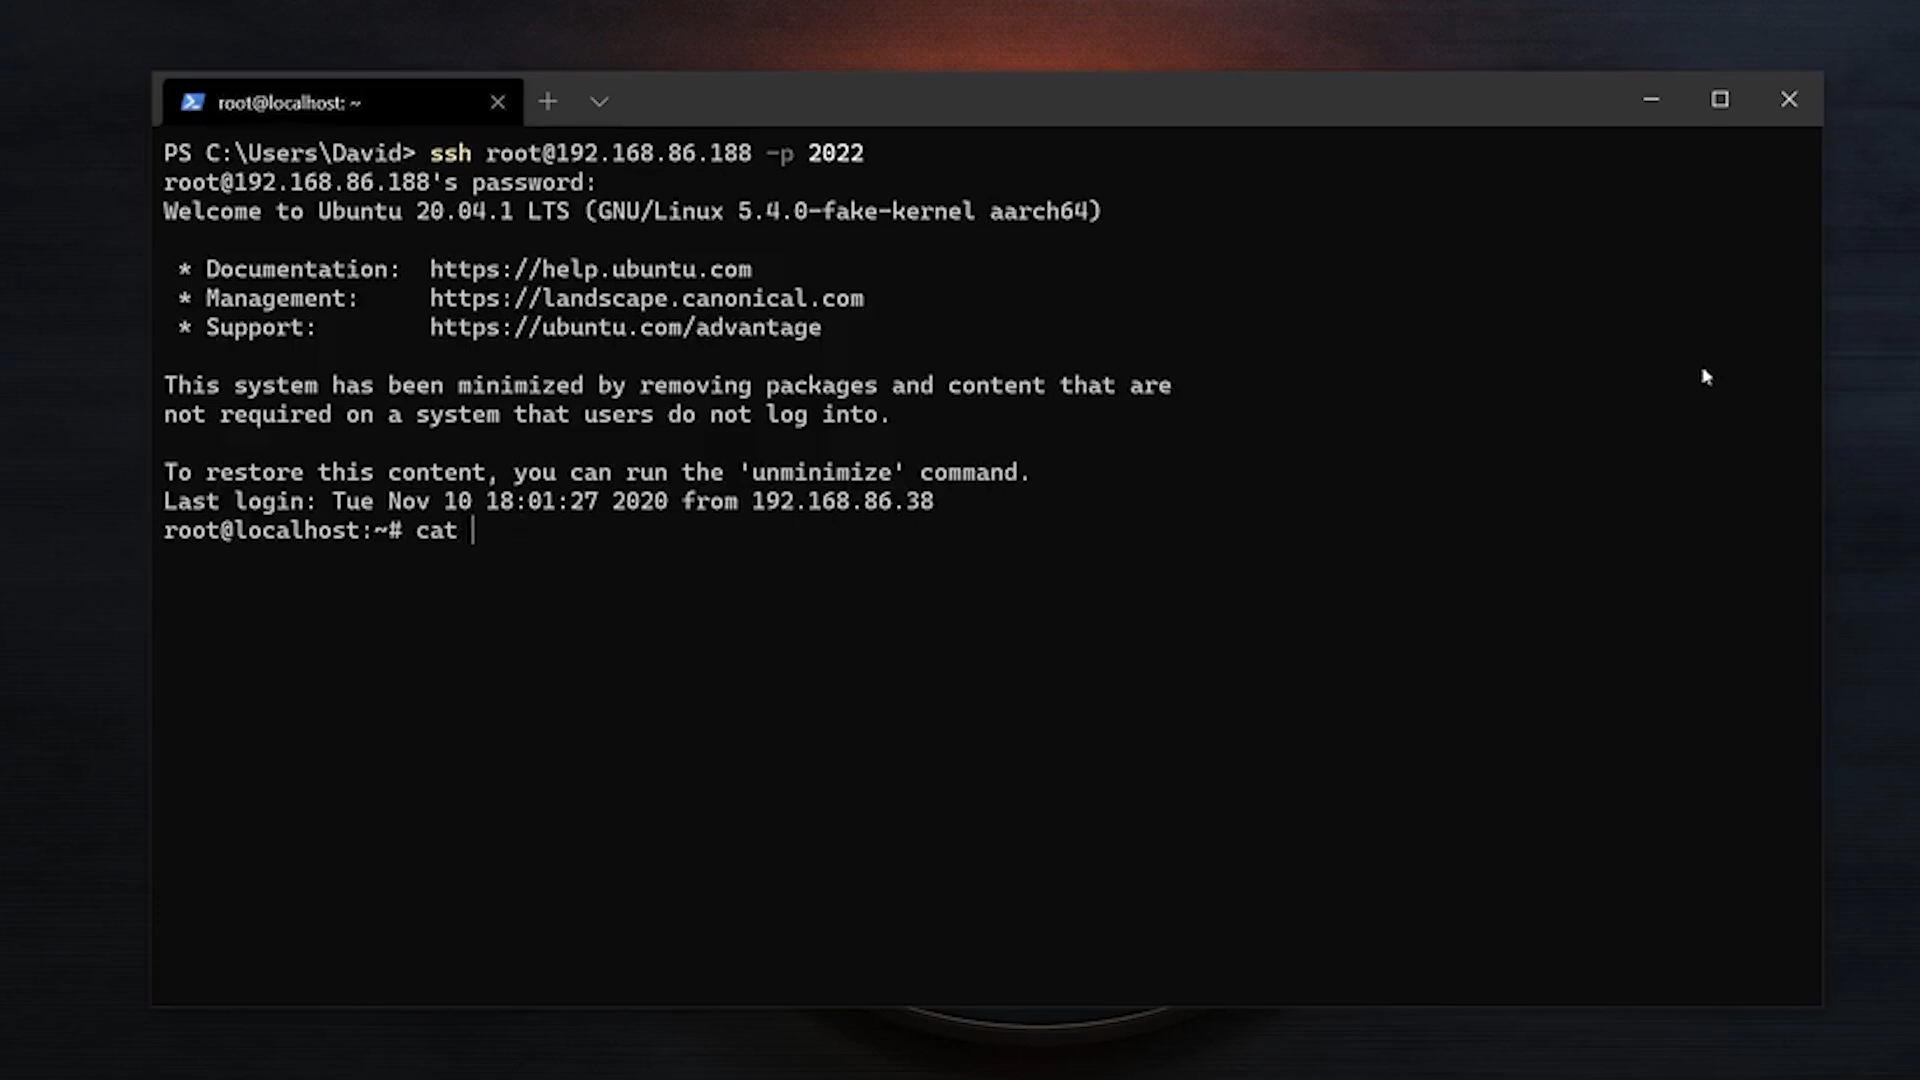 root@localhost: ~
PS C:\Users\David> ssh root@192.168.86.188 -p 2022
root@192.168.86.188's password:
Welcome to Ubuntu 20.04.1 LTS (GNU/Linux 5.4.0-fake-kernel aarch64)
* Documentation:  https://help.ubuntu.com
* Management:     https://landscape.canonical.com
* Support:        https://ubuntu.com/advantage
This system has been minimized by removing packages and content that are
not required on a system that users do not log into.
To restore this content, you can run the 'unminimize' command.
Last login: Tue Nov 10 18:01:27 2020 from 192.168.86.38
root@localhost:~# cat